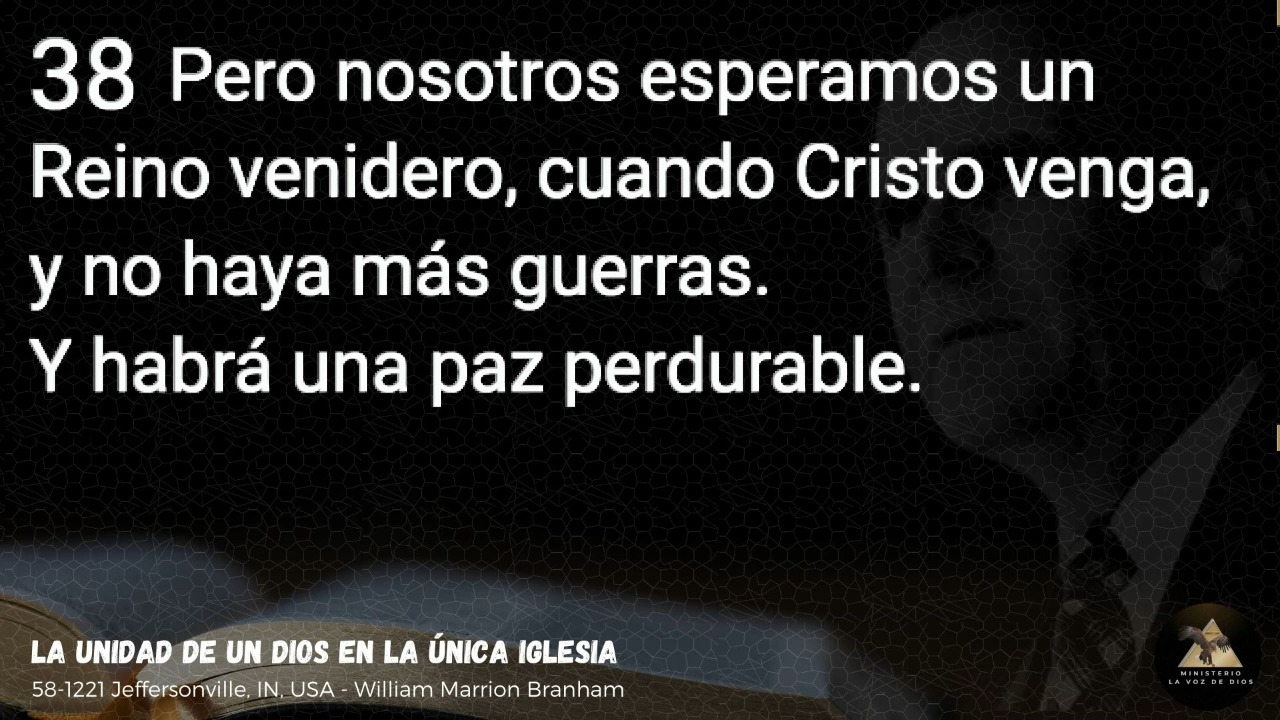 38 Pero nosotros esperamos un
Reino venidero, cuando Cristo venga,
y no haya más guerras.
Y habrá una paz perdurable.
LA UNIDAD DE UN DIOS EN LA ÚNICA IGLESIA
58-1221 Jeffersonville, IN, USA - William Marrion Branham
MINISTERIO
LA VOZ DE DIOS